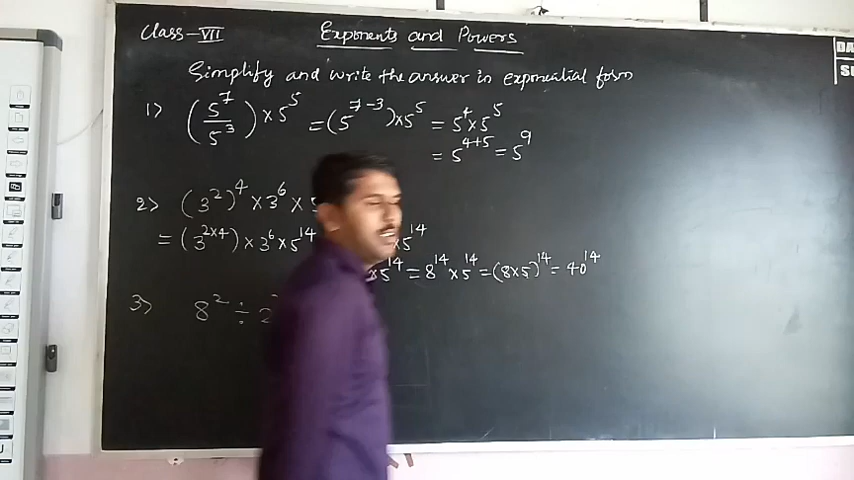 Class-VII
Exponents and Powers
Simplify and write the answer in exponential form
1) (5^7/5^3) × 5^5 = (5^{7-3}) × 5^5 = 5^4 × 5^5
= 5^{4+5} = 5^9
2) (3^2)^4 × 3^6 ×
= (3^{2×4}) × 3^6 × 5^{14} × 5^{14}
× 5^{14} = 8^{14} × 5^{14} = (8×5)^{14} = 40^{14}
3) 8^2 ÷ 2